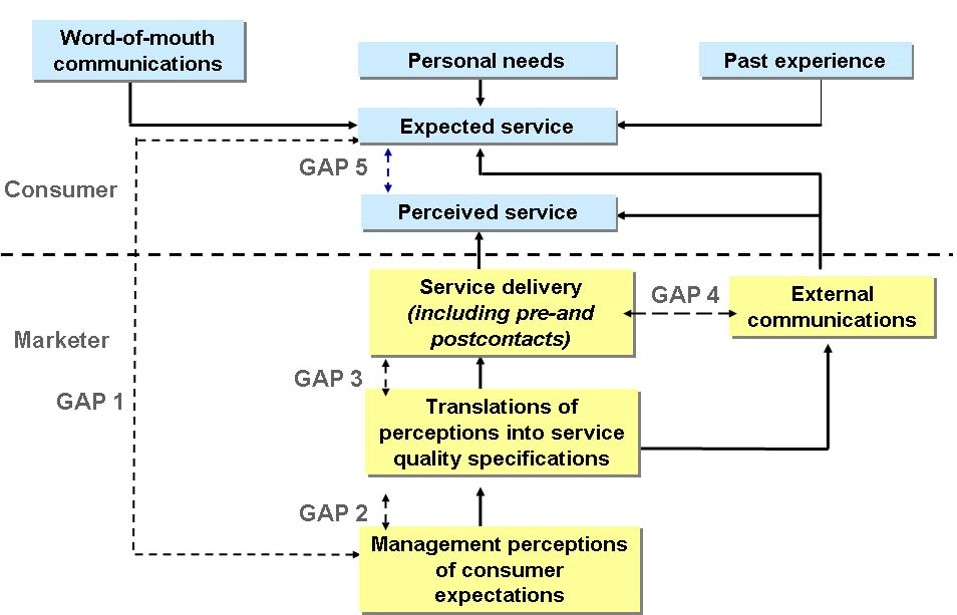 Word-of-mouth
communications
Personal needs
Past experience
Expected service
GAP 5
Consumer
Perceived service
Service delivery
(including pre-and
postcontacts)
GAP 4
External
communications
Marketer
GAP 3
GAP 1
Translations of
perceptions into service
quality specifications
GAP 2
Management perceptions
of consumer
expectations